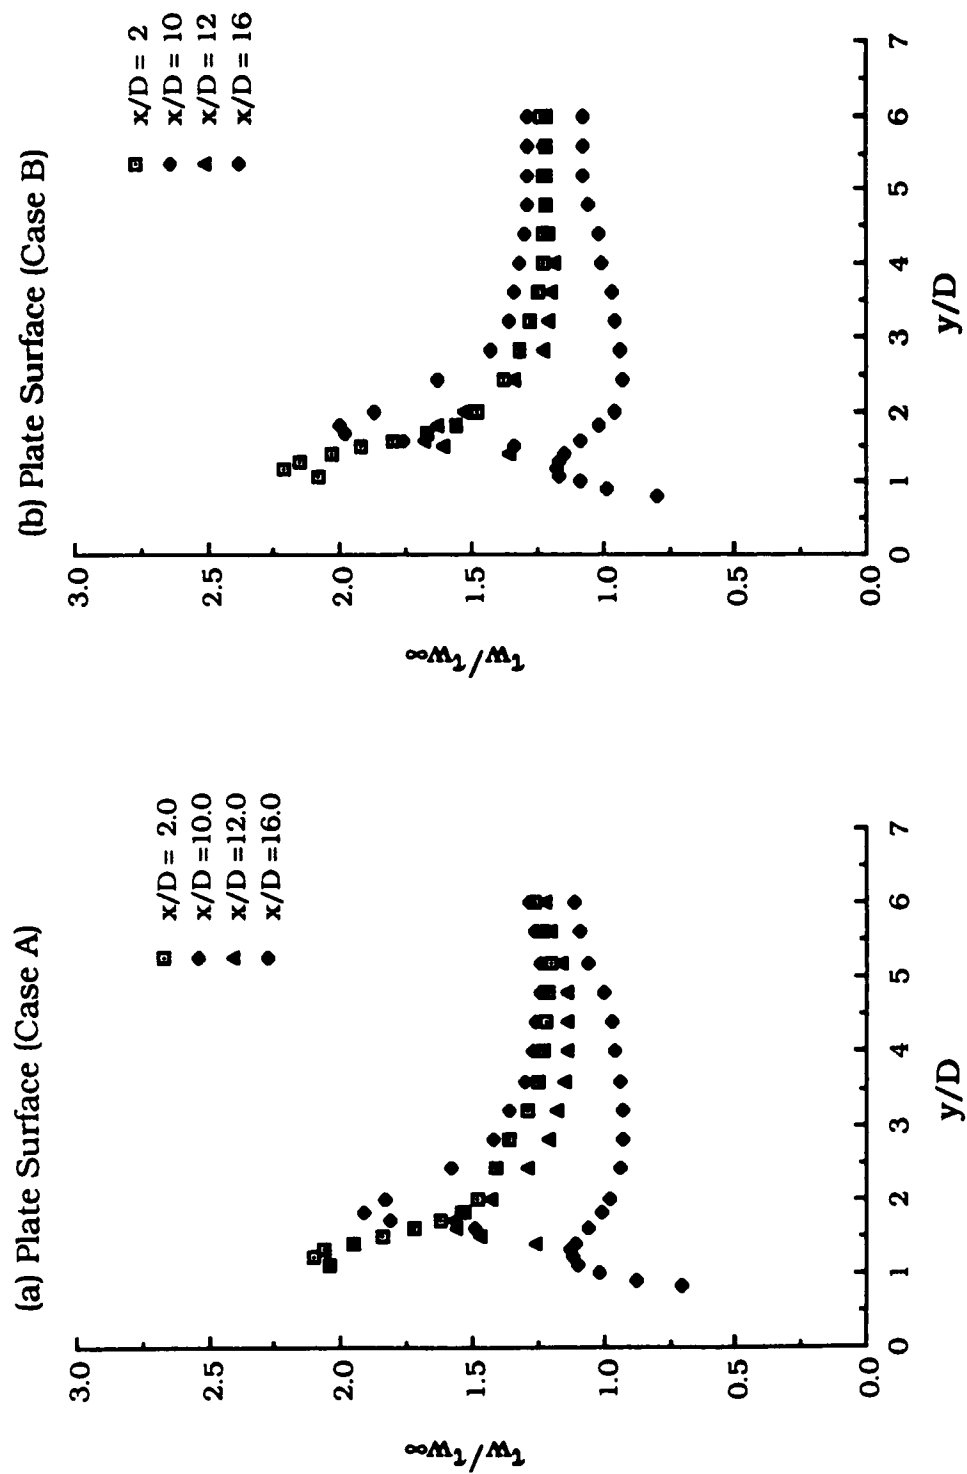 (a) Plate Surface (Case A)
x/D = 2.0
x/D =10.0
x/D =12.0
x/D =16.0
3.0
2.5
2.0
1.5
1.0
0.5
0.0
τw/τw∞
0 1 2 3 4 5 6 7
y/D
(b) Plate Surface (Case B)
x/D = 2
x/D = 10
x/D = 12
x/D = 16
3.0
2.5
2.0
1.5
1.0
0.5
0.0
τw/τw∞
0 1 2 3 4 5 6 7
y/D